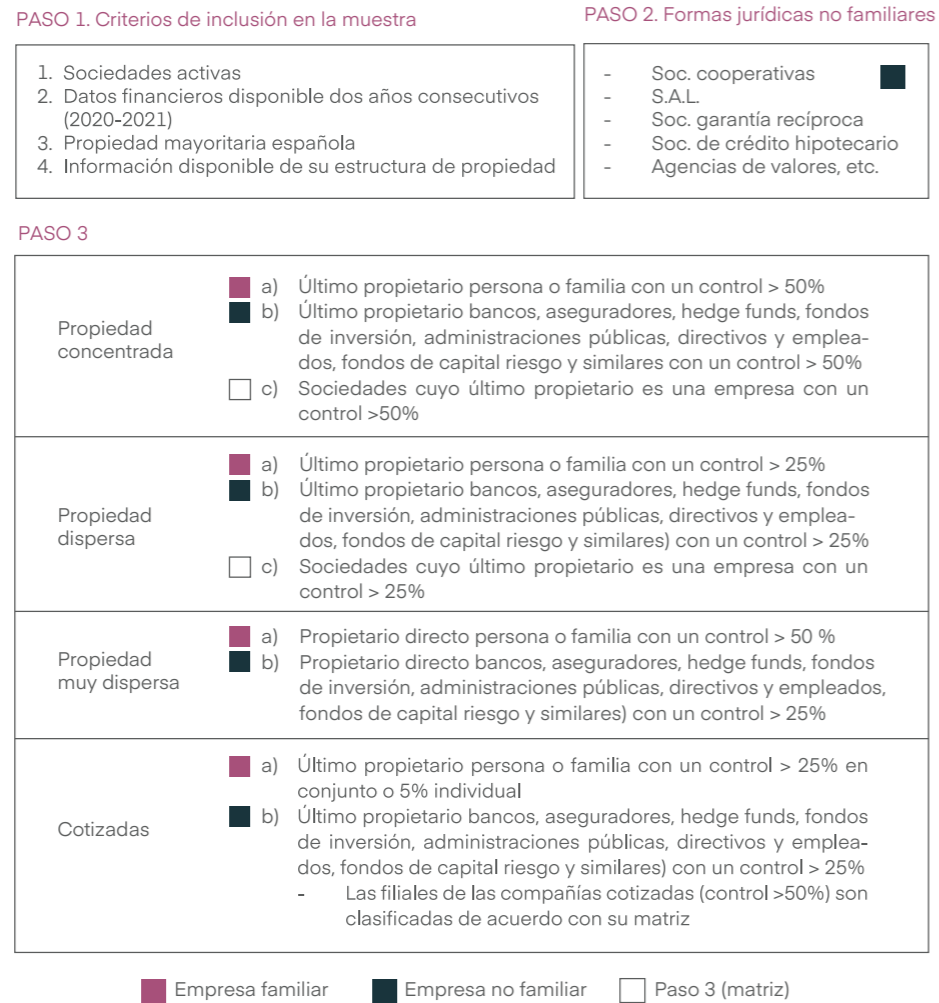 PASO 1. Criterios de inclusión en la muestra
1. Sociedades activas
2. Datos financieros disponible dos años consecutivos
(2020-2021)
3. Propiedad mayoritaria española
4. Información disponible de su estructura de propiedad
PASO 2. Formas jurídicas no familiares
- Soc. cooperativas
- S.A.L.
- Soc. garantía recíproca
- Soc. de crédito hipotecario
- Agencias de valores, etc.
PASO 3
Propiedad
concentrada
a) Último propietario persona o familia con un control > 50%
b) Último propietario bancos, aseguradores, hedge funds, fondos
de inversión, administraciones públicas, directivos y emplea-
dos, fondos de capital riesgo y similares con un control > 50%
c) Sociedades cuyo último propietario es una empresa con un
control >50%
Propiedad
dispersa
a) Último propietario persona o familia con un control > 25%
b) Último propietario bancos, aseguradores, hedge funds, fondos
de inversión, administraciones públicas, directivos y emplea-
dos, fondos de capital riesgo y similares) con un control > 25%
c) Sociedades cuyo último propietario es una empresa con un
control > 25%
Propiedad
muy dispersa
a) Propietario directo persona o familia con un control > 50 %
b) Propietario directo bancos, aseguradores, hedge funds, fondos
de inversión, administraciones públicas, directivos y empleados,
fondos de capital riesgo y similares) con un control > 25%
Cotizadas
a) Último propietario persona o familia con un control > 25% en
conjunto o 5% individual
b) Último propietario bancos, aseguradores, hedge funds, fondos
de inversión, administraciones públicas, directivos y emplea-
dos, fondos de capital riesgo y similares) con un control > 25%
- Las filiales de las compañías cotizadas (control >50%) son
clasificadas de acuerdo con su matriz
Empresa familiar
Empresa no familiar
Paso 3 (matriz)